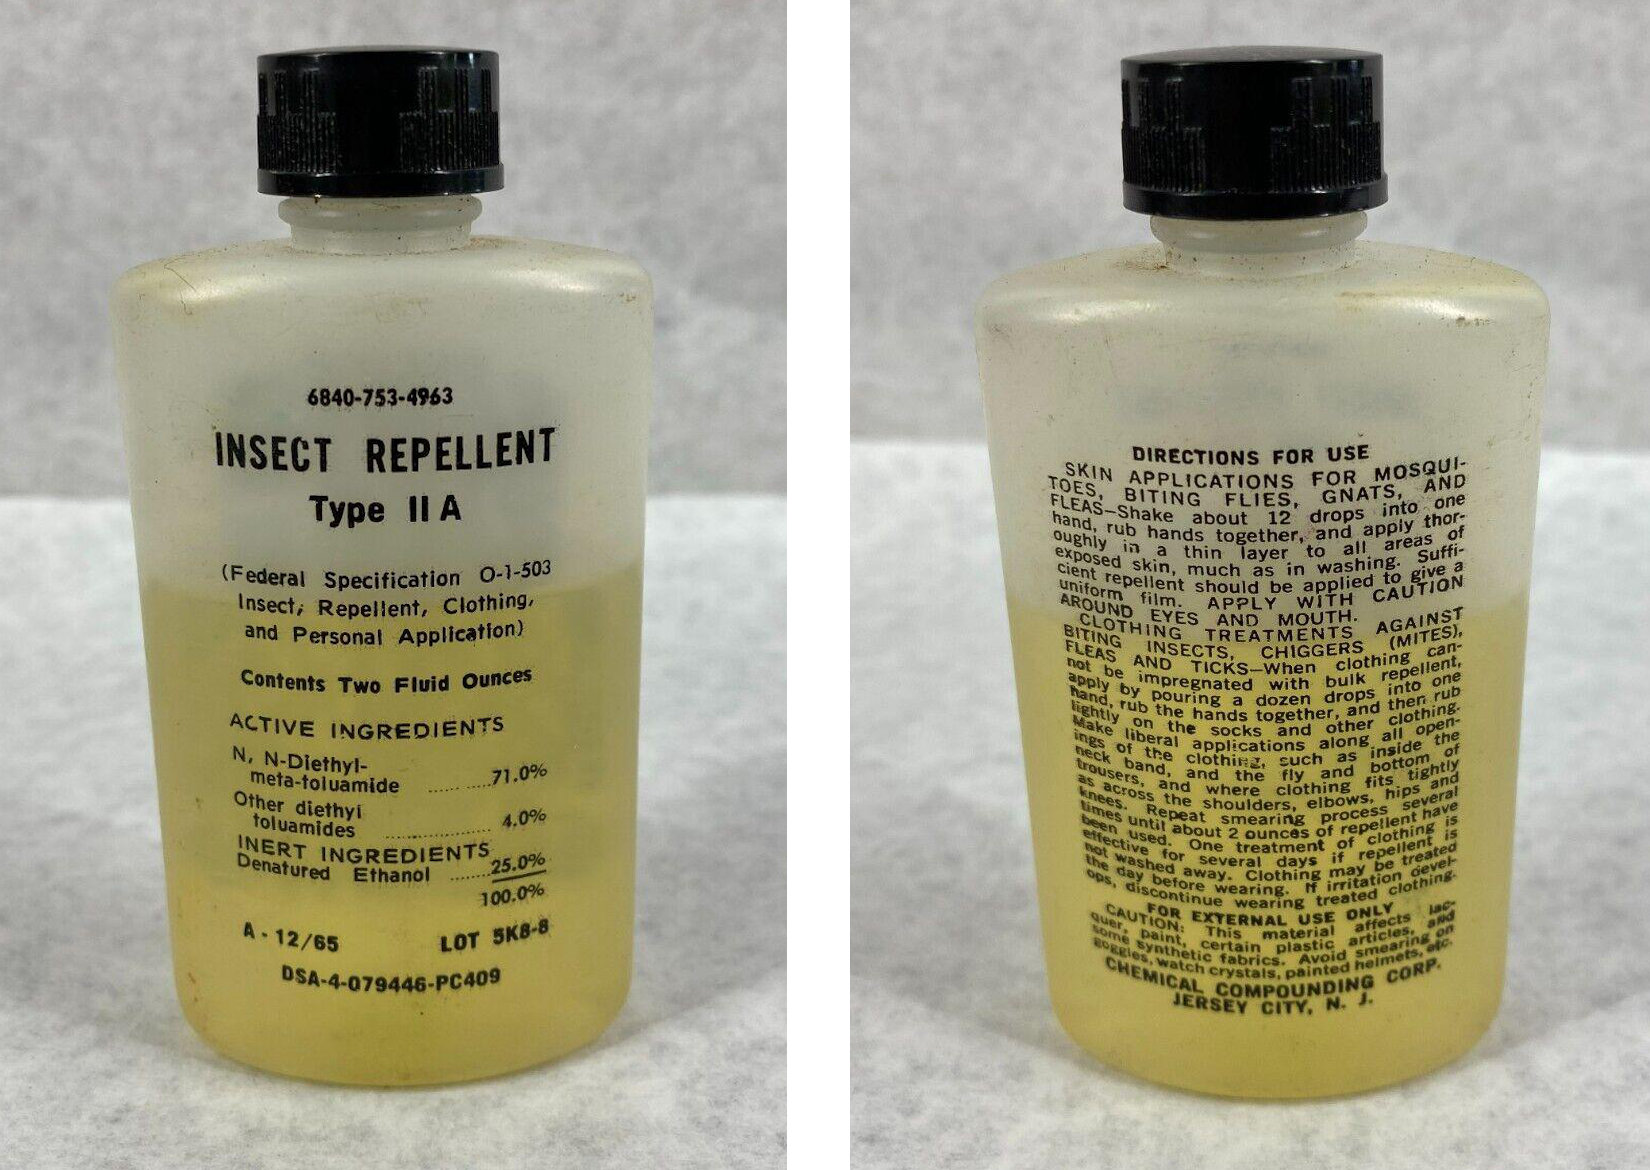 6840-753-4963
INSECT REPELLENT
Type II A
(Federal Specification O-1-503
Insect, Repellent, Clothing,
and Personal Application)
Contents Two Fluid Ounces
ACTIVE INGREDIENTS
N, N-Diethyl-
meta-toluamide ...... ......71.0%
Other diethyl
toluamides .................. 4.0%
INERT INGREDIENTS
Denatured Ethanol .......25.0%
100.0%
A - 12/65 LOT 5K8-8
DSA-4-079446-PC409
DIRECTIONS FOR USE
SKIN APPLICATIONS FOR MOSQUI-
TOES, BITING FLIES, GNATS, AND
FLEAS—Shake about 12 drops into one
hand, rub hands together, and apply thor-
oughly in a thin layer to all areas of
exposed skin, much as in washing. Suffi-
cient repellent should be applied to give a
uniform film. APPLY WITH CAUTION
AROUND EYES AND MOUTH.
CLOTHING TREATMENTS AGAINST
BITING INSECTS, CHIGGERS (MITES),
FLEAS AND TICKS—When clothing can-
not be impregnated with bulk repellent,
apply by pouring a dozen drops into one
hand, rub the hands together, and then rub
lightly on the socks and other clothing.
Make liberal applications along all open-
ings of the clothing, such as inside the
neck band, and the fly and bottom of
trousers, and where clothing fits tightly
as across the shoulders, elbows, hips and
knees. Repeat smearing process several
times until about 2 ounces of repellent have
been used. One treatment of clothing is
effective for several days if repellent is
not washed away. Clothing may be treated
the day before wearing. If irritation devel-
ops, discontinue wearing treated clothing.
FOR EXTERNAL USE ONLY
CAUTION: This material affects lac-
quer, paint, certain plastic articles, and
some synthetic fabrics. Avoid smearing on
goggles, watch crystals, painted helmets, etc.
CHEMICAL COMPOUNDING CORP.
JERSEY CITY, N. J.